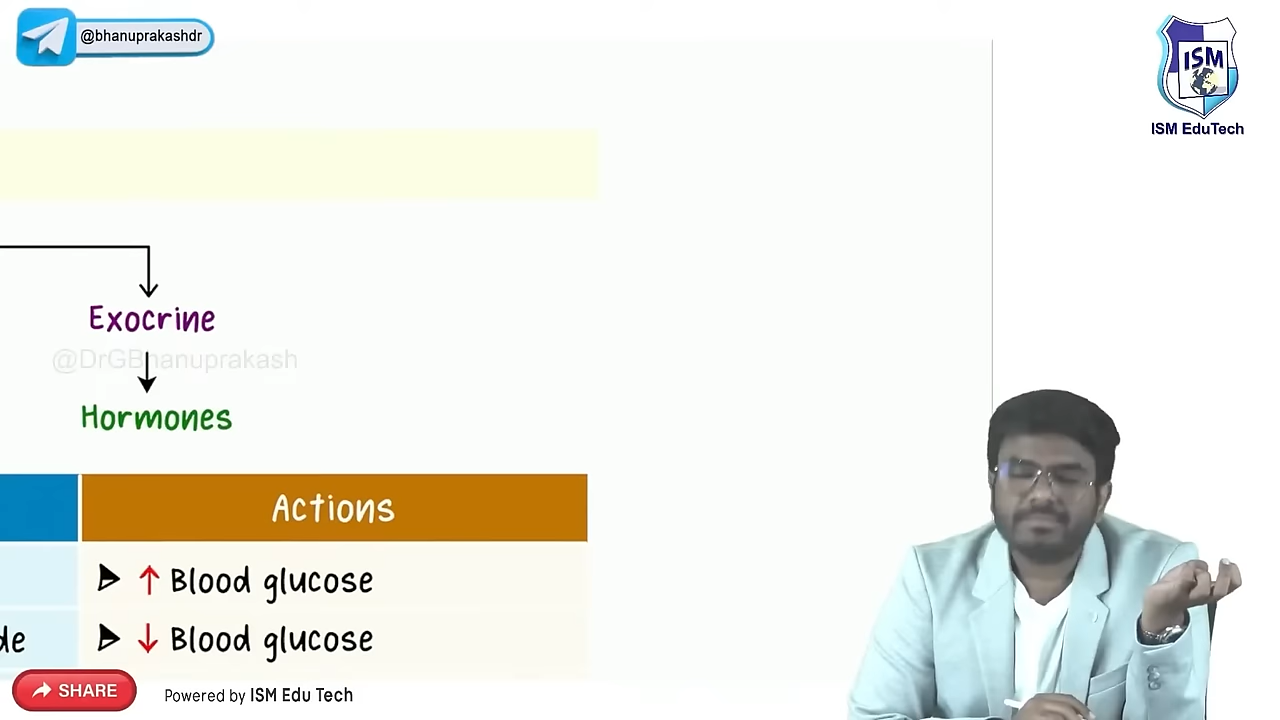 @bhanuprakashdr
ISM
ISM EduTech
Exocrine
@DrGBhanuprakash
Hormones
Actions
↑ Blood glucose
de
↓ Blood glucose
SHARE
Powered by ISM Edu Tech